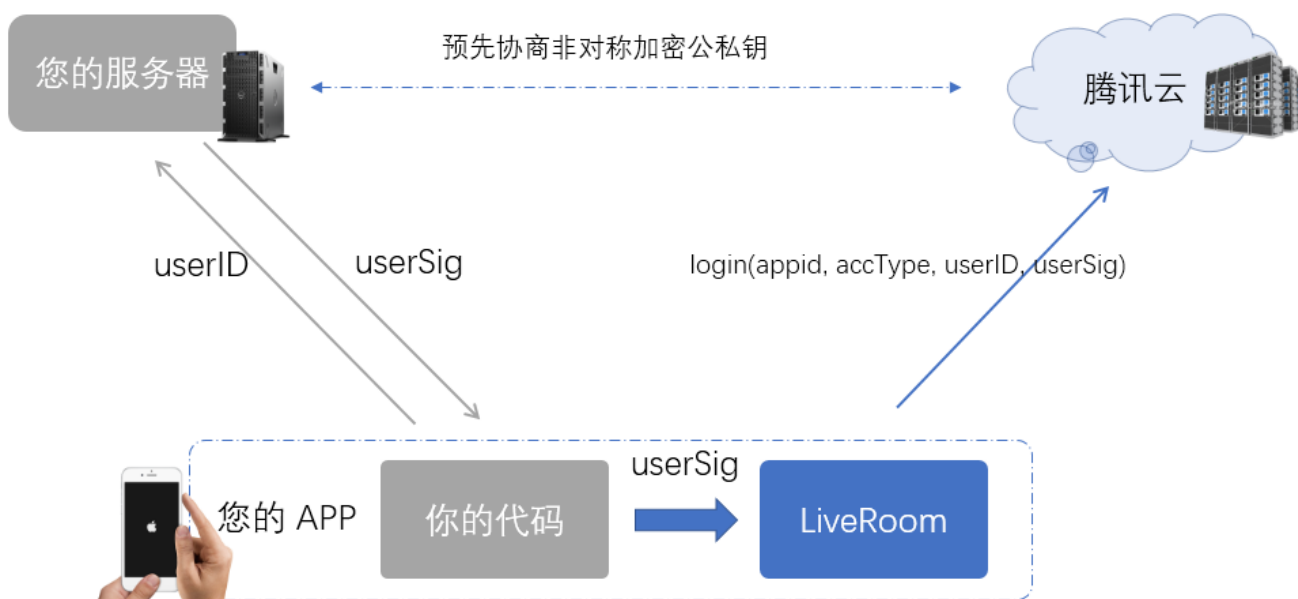 预先协商非对称加密公私钥
您的服务器
腾讯云
userID
userSig
login(appid, accType, userID, userSig)
userSig
您的 APP
你的代码
LiveRoom